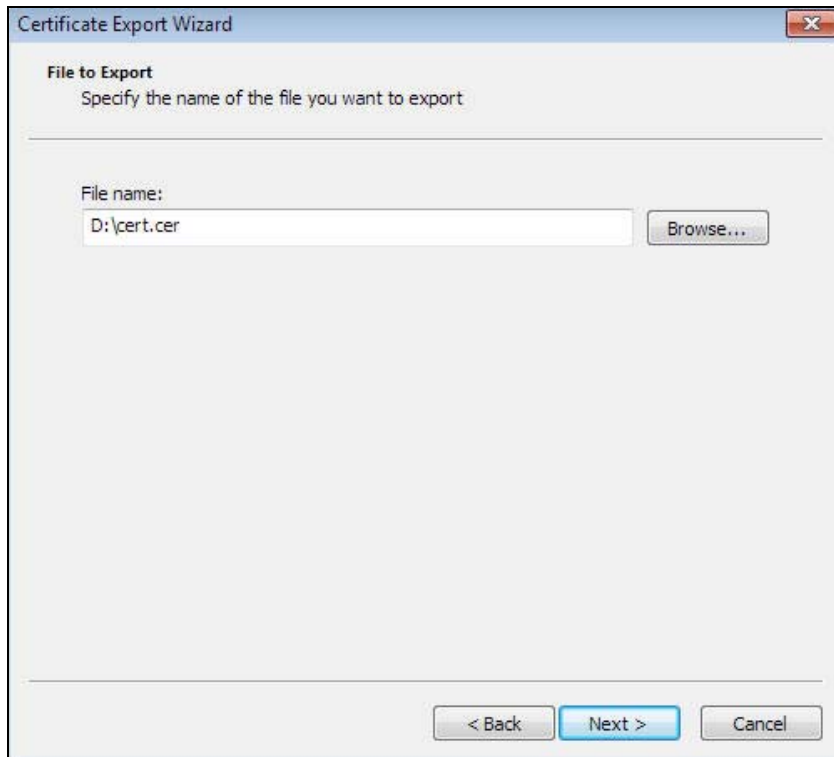 Certificate Export Wizard
File to Export
Specify the name of the file you want to export
File name:
D:\cert.cer
Browse...
< Back
Next >
Cancel